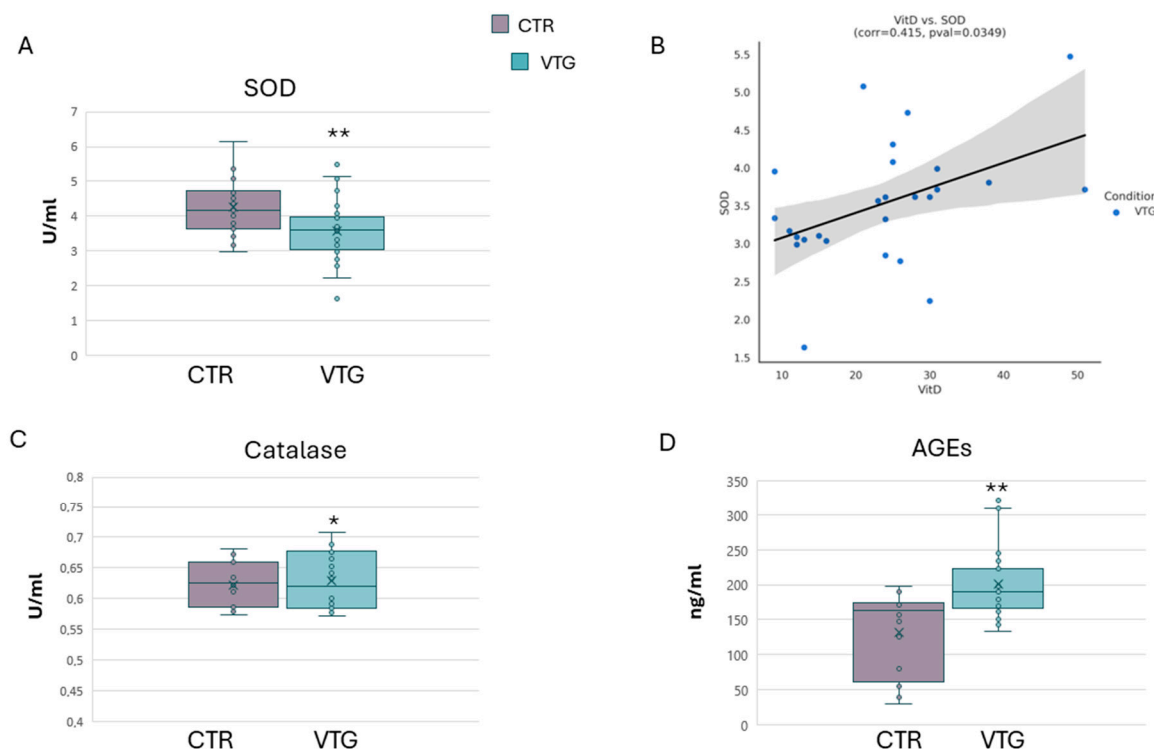 A
CTR
VTG
SOD
**
7
6
5
4
3
2
1
0
U/ml
CTR
VTG
B
VitD vs. SOD
(corr=0.415, pval=0.0349)
5.5
5.0
4.5
4.0
3.5
3.0
2.5
2.0
1.5
SOD
10 20 30 40 50
VitD
Condition
VTG
C
Catalase
*
0,8
0,75
0,7
0,65
0,6
0,55
0,5
0,45
0,4
U/ml
CTR
VTG
D
AGEs
**
350
300
250
200
150
100
50
0
ng/ml
CTR
VTG